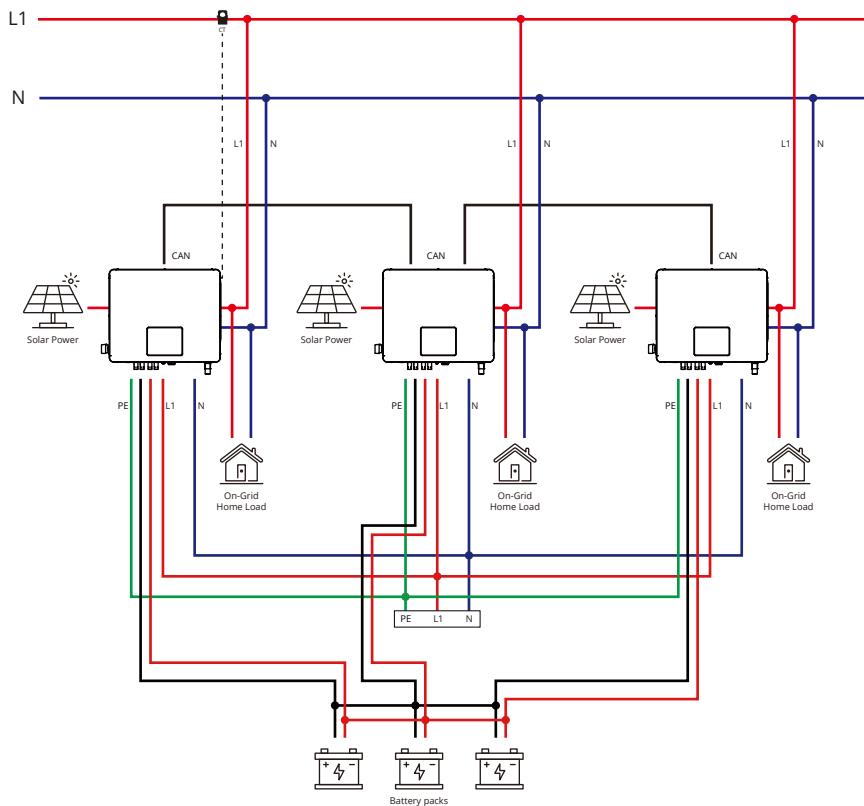 L1
CT
N
L1
N
L1
N
L1
N
CAN
CAN
CAN
Solar Power
Solar Power
Solar Power
PE
L1
N
PE
L1
N
PE
L1
N
On-Grid
Home Load
On-Grid
Home Load
On-Grid
Home Load
PE L1 N
Battery packs